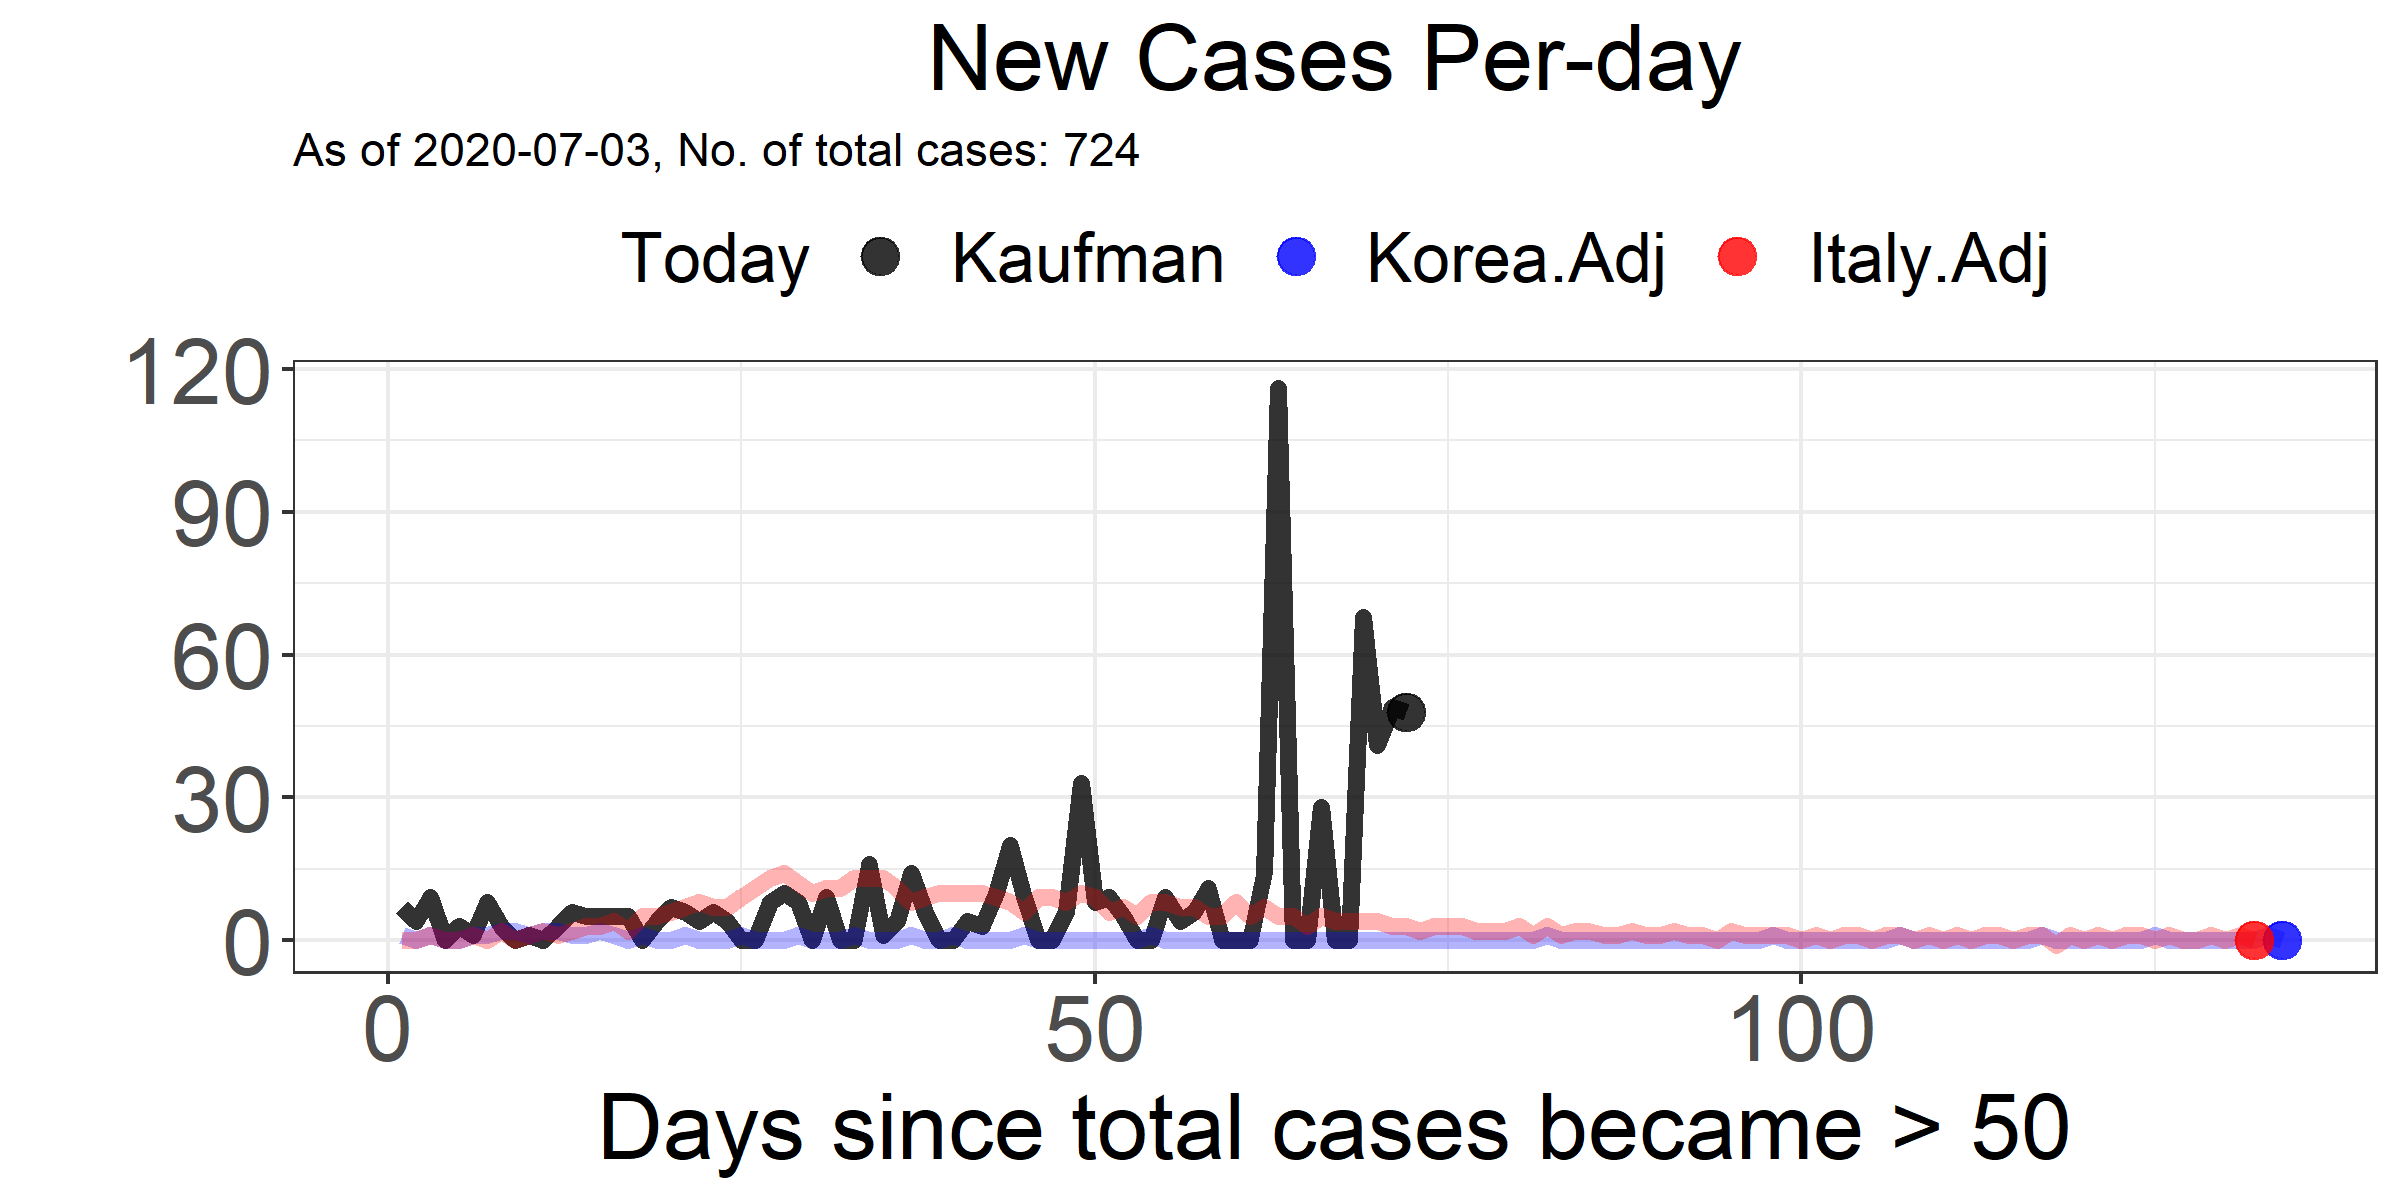 New Cases Per-day
As of 2020-07-03, No. of total cases: 724
Today Kaufman Korea.Adj Italy.Adj
120
90
60
30
0
0 50 100
Days since total cases became > 50